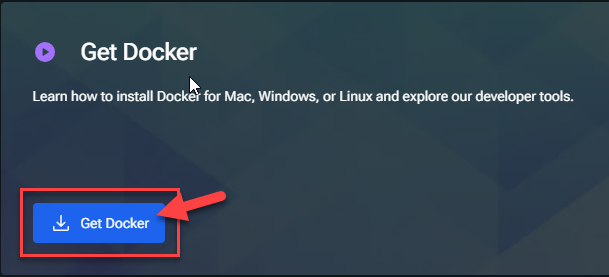 Get Docker
Learn how to install Docker for Mac, Windows, or Linux and explore our developer tools.
Get Docker